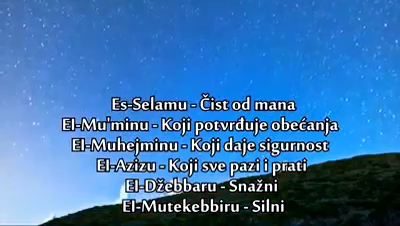 Es-Selamu - Čist od mana
El-Mu'minu - Koji potvrđuje obećanja
El-Muhejminu - Koji daje sigurnost
El-Azizu - Koji sve pazi i prati
El-Džebbaru - Snažni
El-Mutekebbiru - Silni